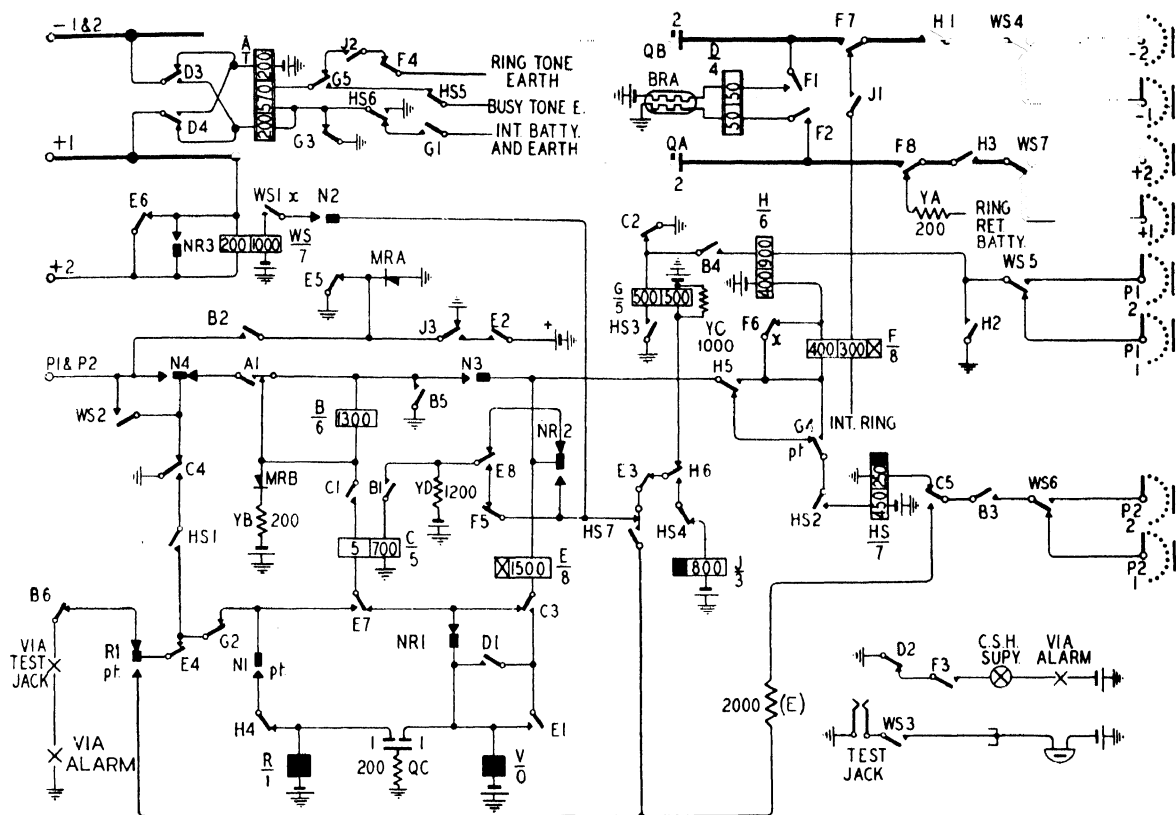 -1&2
D3
A
T
200
570
200
J2
F4
G5
RING TONE
EARTH
HS5
BUSY TONE E.
HS6
INT. BATTY.
AND EARTH
G3
G1
D4
+1
E6
NR3
WS1 x
N2
200
1000
WS
7
+2
E5
MRA
B2
J3
E2
+
P1& P2
N4
A1
N3
WS2
B
6
1300
B5
C4
MRB
YB
200
C1
B1
YD
1200
E8
NR2
F5
HS1
5
700
C
5
1500
E
8
B6
VIA
TEST
JACK
R1
pt.
E4
G2
N1
pt.
E7
NR1
D1
C3
E1
H4
VIA
ALARM
R
1
1
1
200
QC
V
0
2
QB
D
4
BRA
50
50
F1
F2
F7
H1
WS4
J1
QA
2
F8
H3
WS7
YA
200
RING
RET
BATTY.
C2
B4
H
6
400
900
WS5
G
5
500
500
HS3
YC
1000
F6
x
H2
H5
400
300
F
8
INT. RING
G4
pt
E3
H6
HS7
HS4
HS2
250
450
HS
7
C5
B3
WS6
800
J
3
2000
(E)
D2
F3
C.S.H.
SUPY.
VIA
ALARM
TEST
JACK
WS3
-2
-1
+2
+1
P1
2
P1
1
P2
2
P2
1